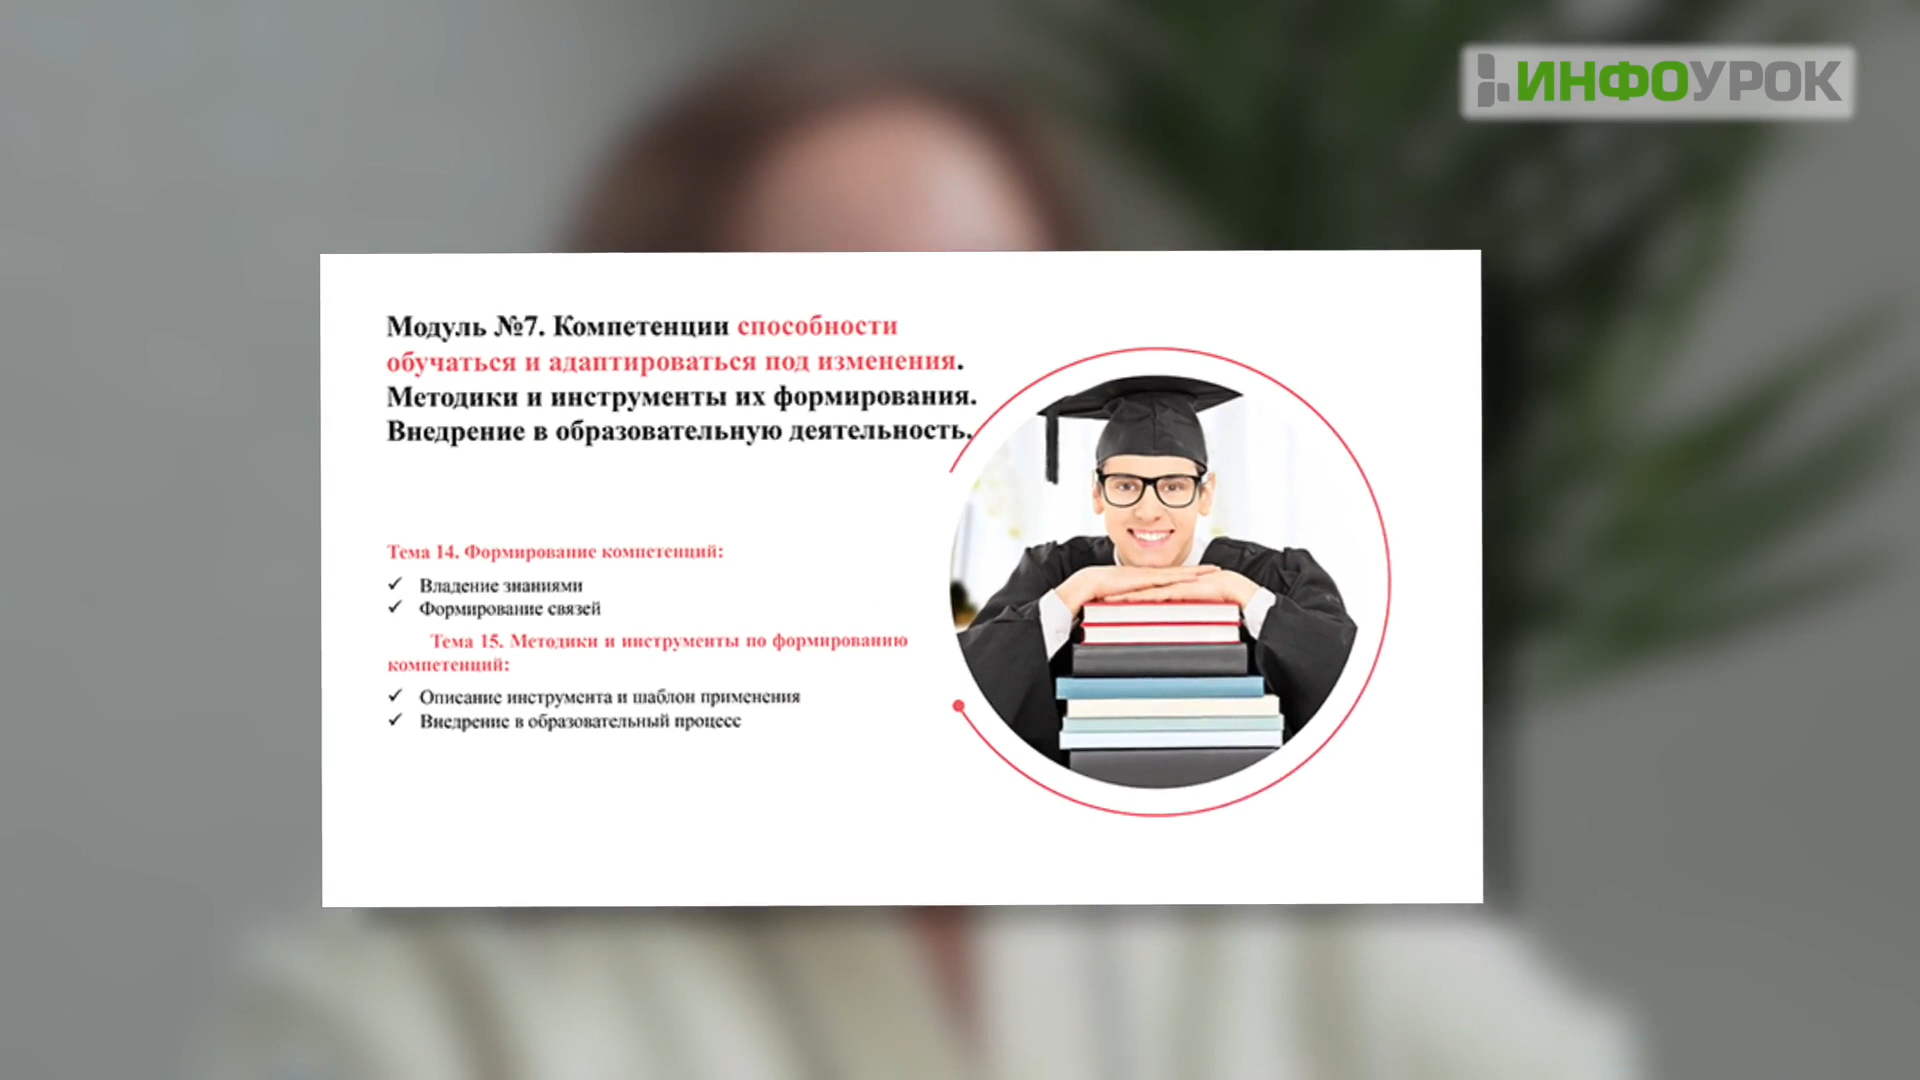 ИНФОУРОК
Модуль №7. Компетенции способности
обучаться и адаптироваться под изменения.
Методики и инструменты их формирования.
Внедрение в образовательную деятельность.
Тема 14. Формирование компетенций:
✓ Владение знаниями
✓ Формирование связей
Тема 15. Методики и инструменты по формированию
компетенций:
✓ Описание инструмента и шаблон применения
✓ Внедрение в образовательный процесс